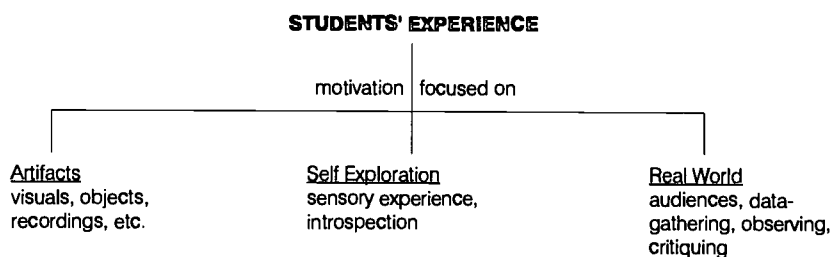 STUDENTS' EXPERIENCE
motivation focused on
Artifacts
visuals, objects,
recordings, etc.
Self Exploration
sensory experience,
introspection
Real World
audiences, data-
gathering, observing,
critiquing